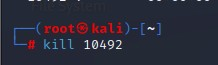 ┌──(root㉿kali)-[~]
└─# kill 10492